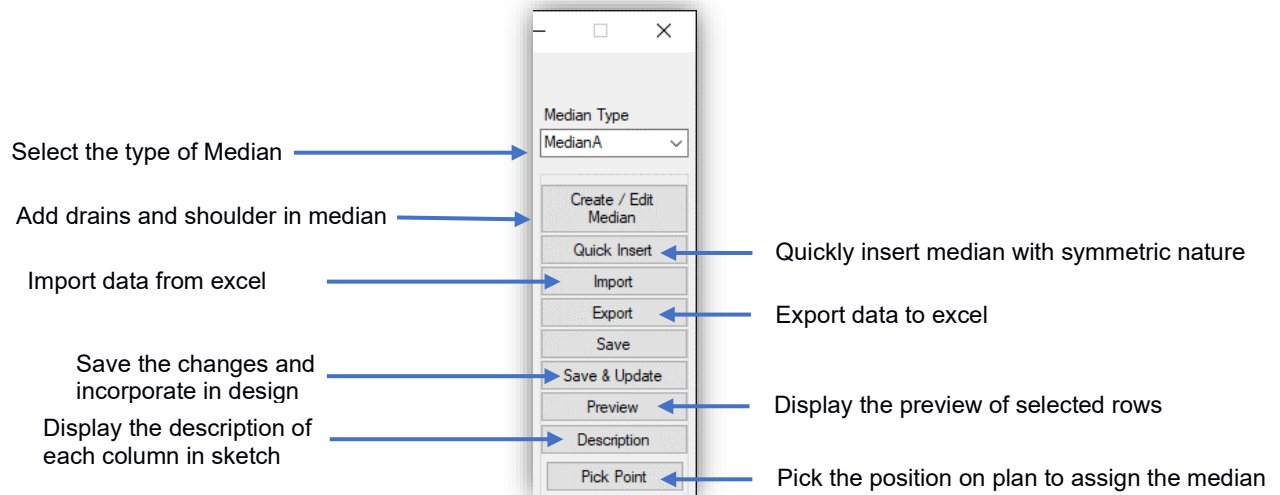 Median Type
MedianA
Select the type of Median
Create / Edit
Median
Add drains and shoulder in median
Quick Insert
Quickly insert median with symmetric nature
Import data from excel
Import
Export
Export data to excel
Save
Save the changes and
incorporate in design
Save & Update
Preview
Display the preview of selected rows
Display the description of
each column in sketch
Description
Pick Point
Pick the position on plan to assign the median